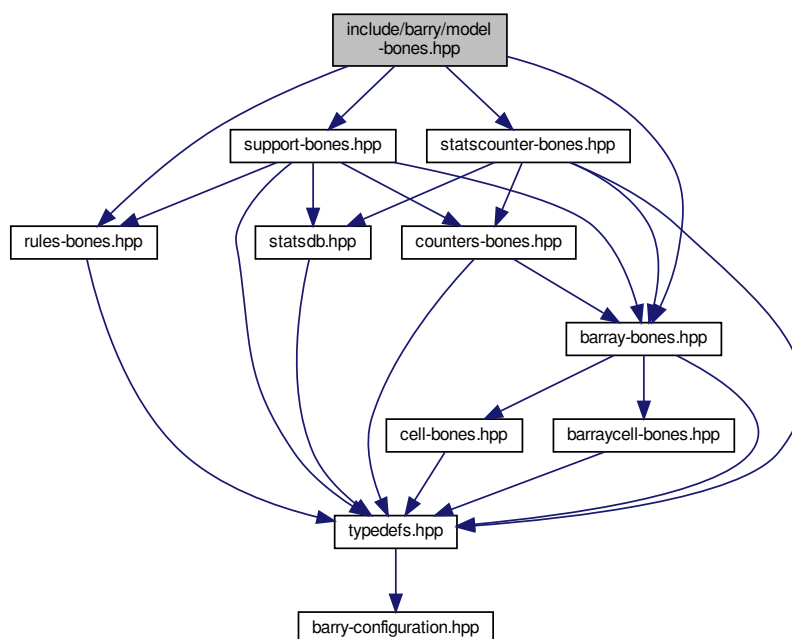 include/barry/model
-bones.hpp
support-bones.hpp
statscounter-bones.hpp
rules-bones.hpp
statsdb.hpp
counters-bones.hpp
barray-bones.hpp
cell-bones.hpp
barraycell-bones.hpp
typedefs.hpp
barry-configuration.hpp